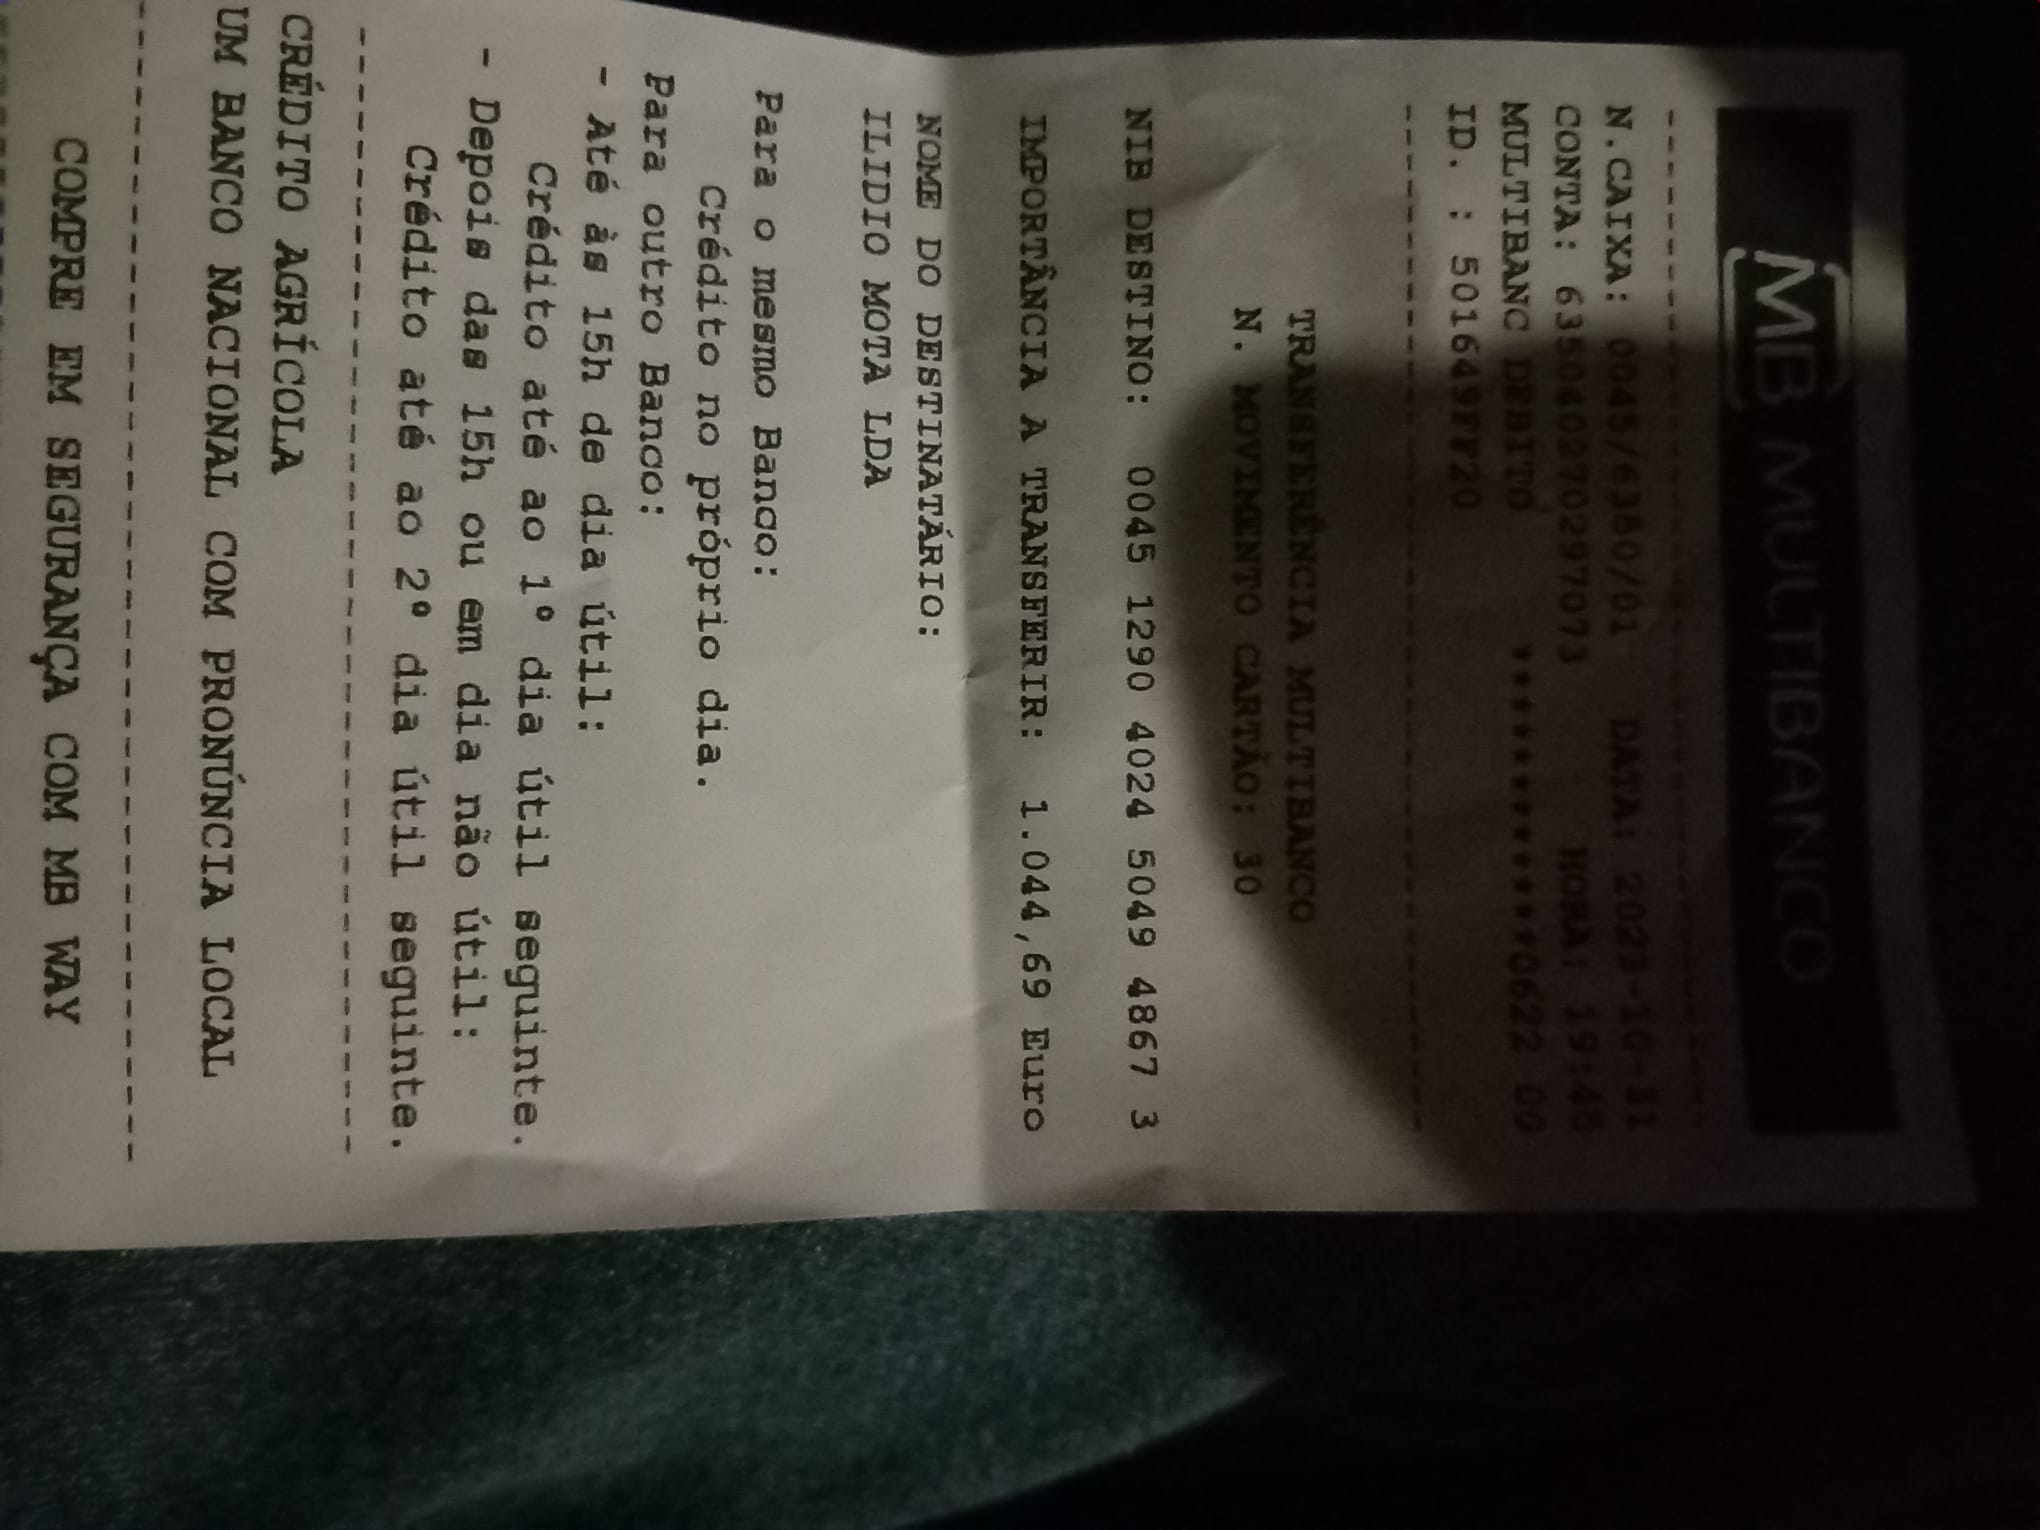 MB MULTIBANCO
N.CAIXA: 0045/6380/01 DATA: 2023-10-31
CONTA: 63504027029707 3 HORA: 19:46
MULTIBANC DEBITO ************0622 00
ID. : 501649FF20
TRANSFERÊNCIA MULTIBANCO
N. MOVIMENTO CARTÃO: 30
NIB DESTINO: 0045 1290 4024 5049 4867 3
IMPORTÂNCIA A TRANSFERIR: 1.044,69 Euro
NOME DO DESTINATÁRIO:
ILIDIO MOTA LDA
Para o mesmo Banco:
Crédito no próprio dia.
Para outro Banco:
- Até às 15h de dia útil:
Crédito até ao 1º dia útil seguinte.
- Depois das 15h ou em dia não útil:
Crédito até ao 2º dia útil seguinte.
CRÉDITO AGRÍCOLA
UM BANCO NACIONAL COM PRONÚNCIA LOCAL
COMPRE EM SEGURANÇA COM MB WAY